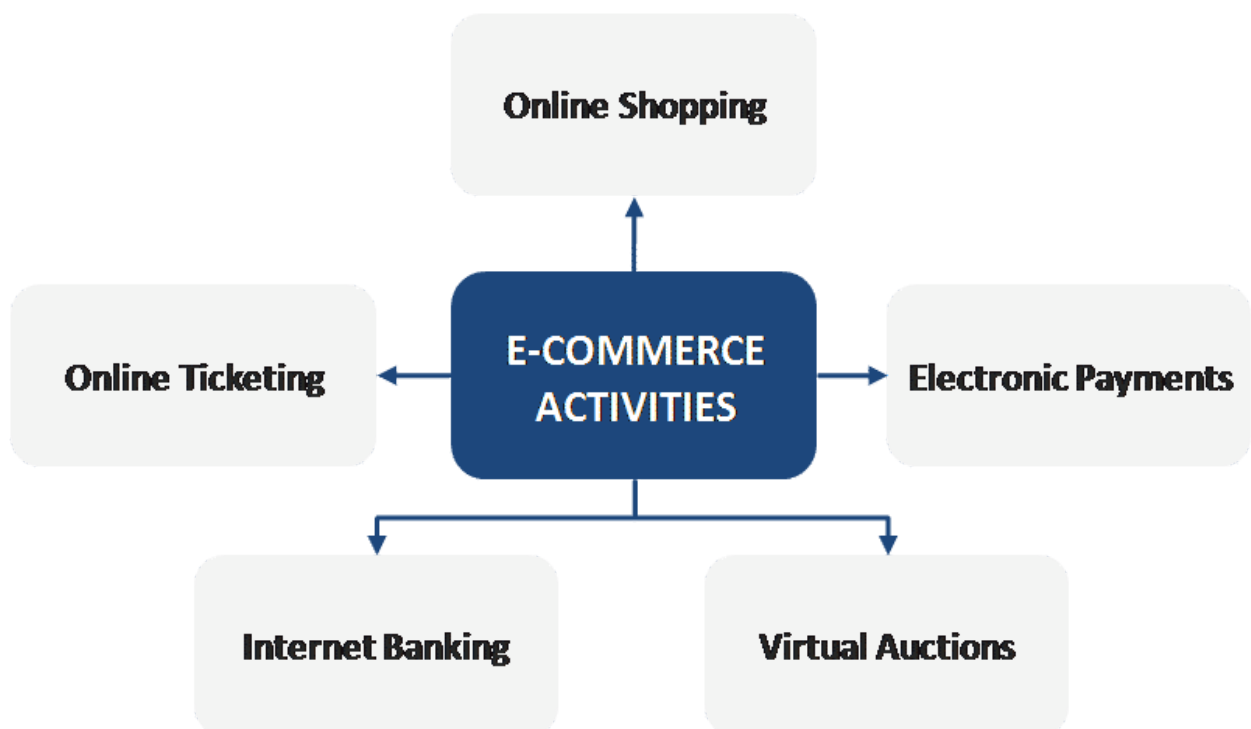 Online Shopping
Online Ticketing
E-COMMERCE
ACTIVITIES
Electronic Payments
Internet Banking
Virtual Auctions